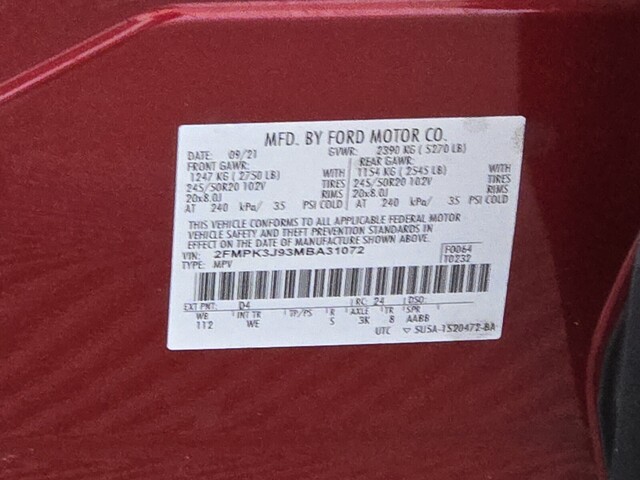 MFD. BY FORD MOTOR CO.
DATE: 09/21 GVWR: 2390 KG ( 5270 LB)
FRONT GAWR: REAR GAWR:
1247 KG ( 2750 LB) WITH 1154 KG ( 2545 LB) WITH
245/50R20 102V TIRES 245/50R20 102V TIRES
20x8.0J RIMS 20x8.0J RIMS
AT 240 kPa/ 35 PSI COLD AT 240 kPa/ 35 PSI COLD
THIS VEHICLE CONFORMS TO ALL APPLICABLE FEDERAL MOTOR
VEHICLE SAFETY AND THEFT PREVENTION STANDARDS IN
EFFECT ON THE DATE OF MANUFACTURE SHOWN ABOVE.
VIN: 2FMPK3J93MBA31072 F0064
TYPE: MPV T0232
EXT PNT: D4 RC: 24 DSO:
WB INT TR TP/PS R AXLE TR SPR
112 WE 5 3K 8 AABB
UTC ▽ SU5A-1520472-BA